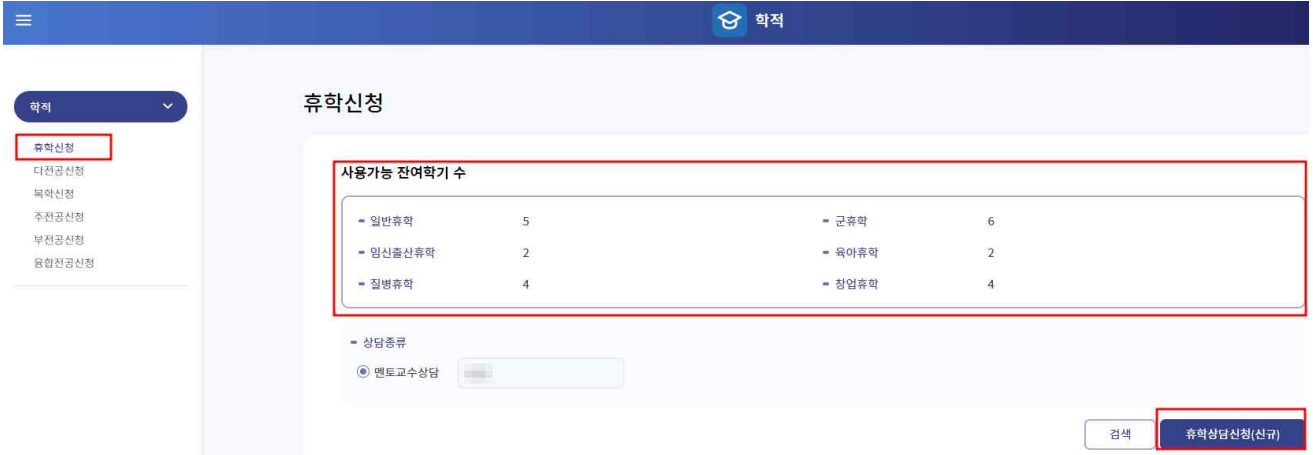 학적
학적
휴학신청
다전공신청
복학신청
주전공신청
부전공신청
융합전공신청
휴학신청
사용가능 잔여학기 수
일반휴학 5 군휴학 6
임신출산휴학 2 육아휴학 2
질병휴학 4 창업휴학 4
상담종류
멘토교수상담
검색 휴학상담신청(신규)